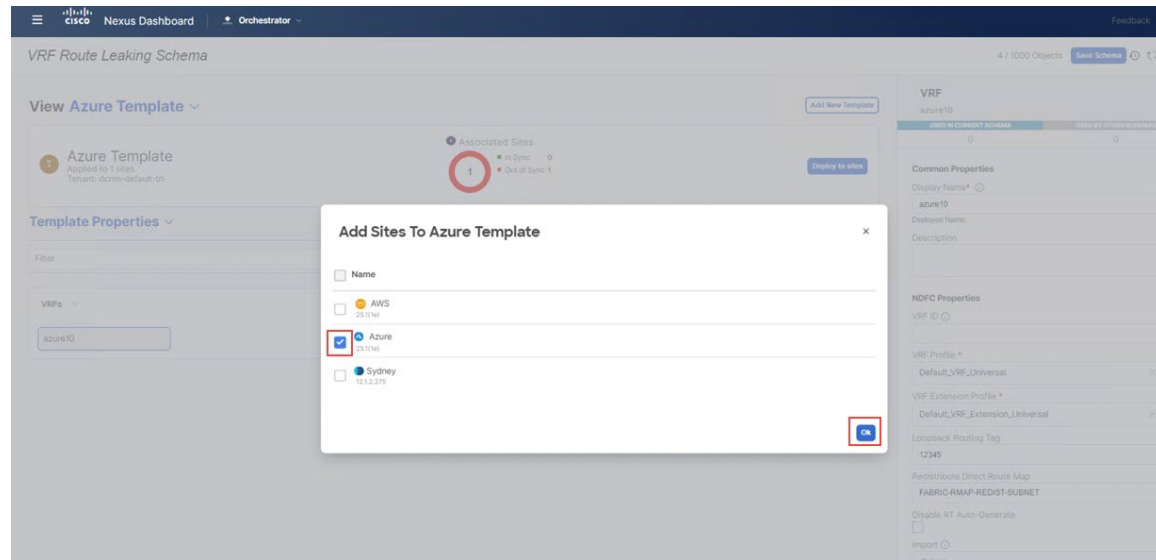 cisco Nexus Dashboard Orchestrator Feedback
VRF Route Leaking Schema
4 / 1000 Objects Save Schema
View Azure Template
Add New Template
Azure Template
Applied to 1 sites
Tenant: dcnm-default-tn
Associated Sites
1
In Sync 0
Out of Sync 1
Deploy to sites
Template Properties
Filter
VRFs
azure10
Add Sites To Azure Template
Name
AWS
25.1(1e)
Azure
25.1(1e)
Sydney
12.1.2.275
Ok
VRF
azure10
USED IN CURRENT SCHEMA USED BY OTHER SCHEMAS
0 0
Common Properties
Display Name*
azure10
Deployed Name:
Description
NDFC Properties
VRF ID
VRF Profile *
Default_VRF_Universal
VRF Extension Profile *
Default_VRF_Extension_Universal
Loopback Routing Tag
12345
Redistribute Direct Route Map
FABRIC-RMAP-REDIST-SUBNET
Disable RT Auto-Generate
Import